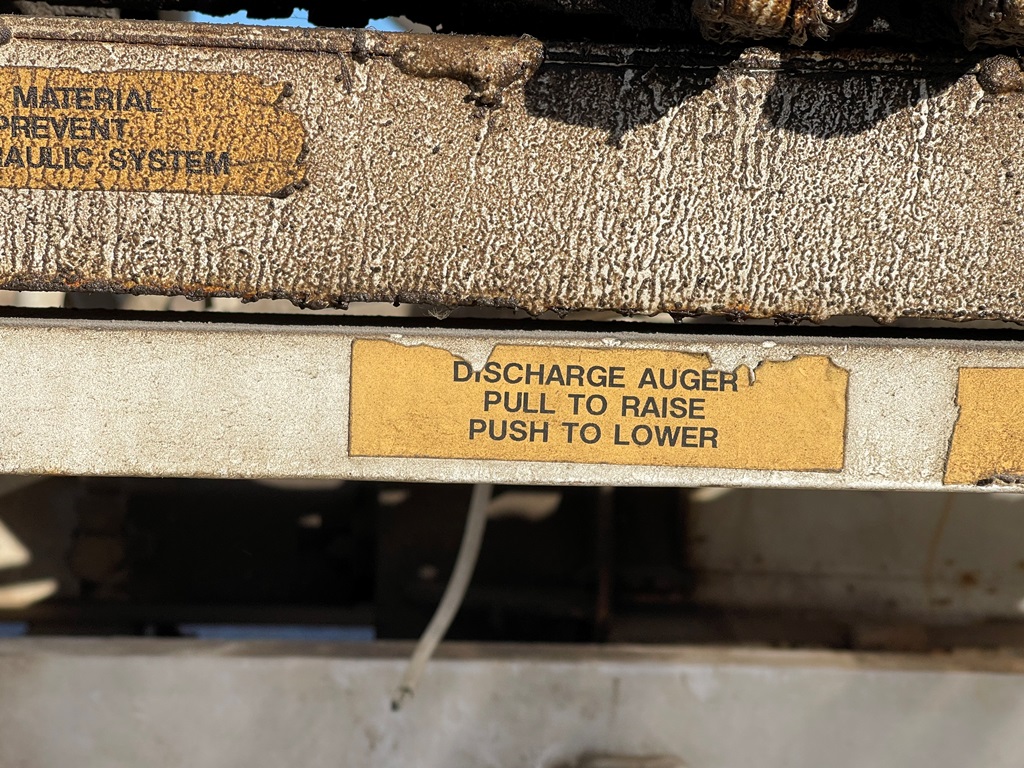 MATERIAL
PREVENT
SYSTEM
DISCHARGE AUGER
PULL TO RAISE
PUSH TO LOWER